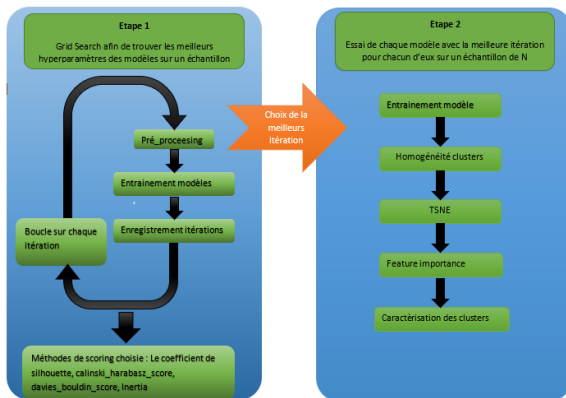 Etape 1
Grid Search afin de trouver les meilleurs
hyperparamètres des modèles sur un échantillon
Pré_proceesing
Entrainement modèles
Enregistrement itérations
Boucle sur chaque
itération
Méthodes de scoring choisie : Le coefficient de
silhouette, calinski_harabasz_score,
davies_bouldin_score, Inertia
Choix de la
meilleurs
itération
Etape 2
Essai de chaque modèle avec la meilleure itération
pour chacun d'eux sur un échantillon de N
Entrainement modèle
Homogénéité clusters
TSNE
Feature importance
Caractèrisation des clusters